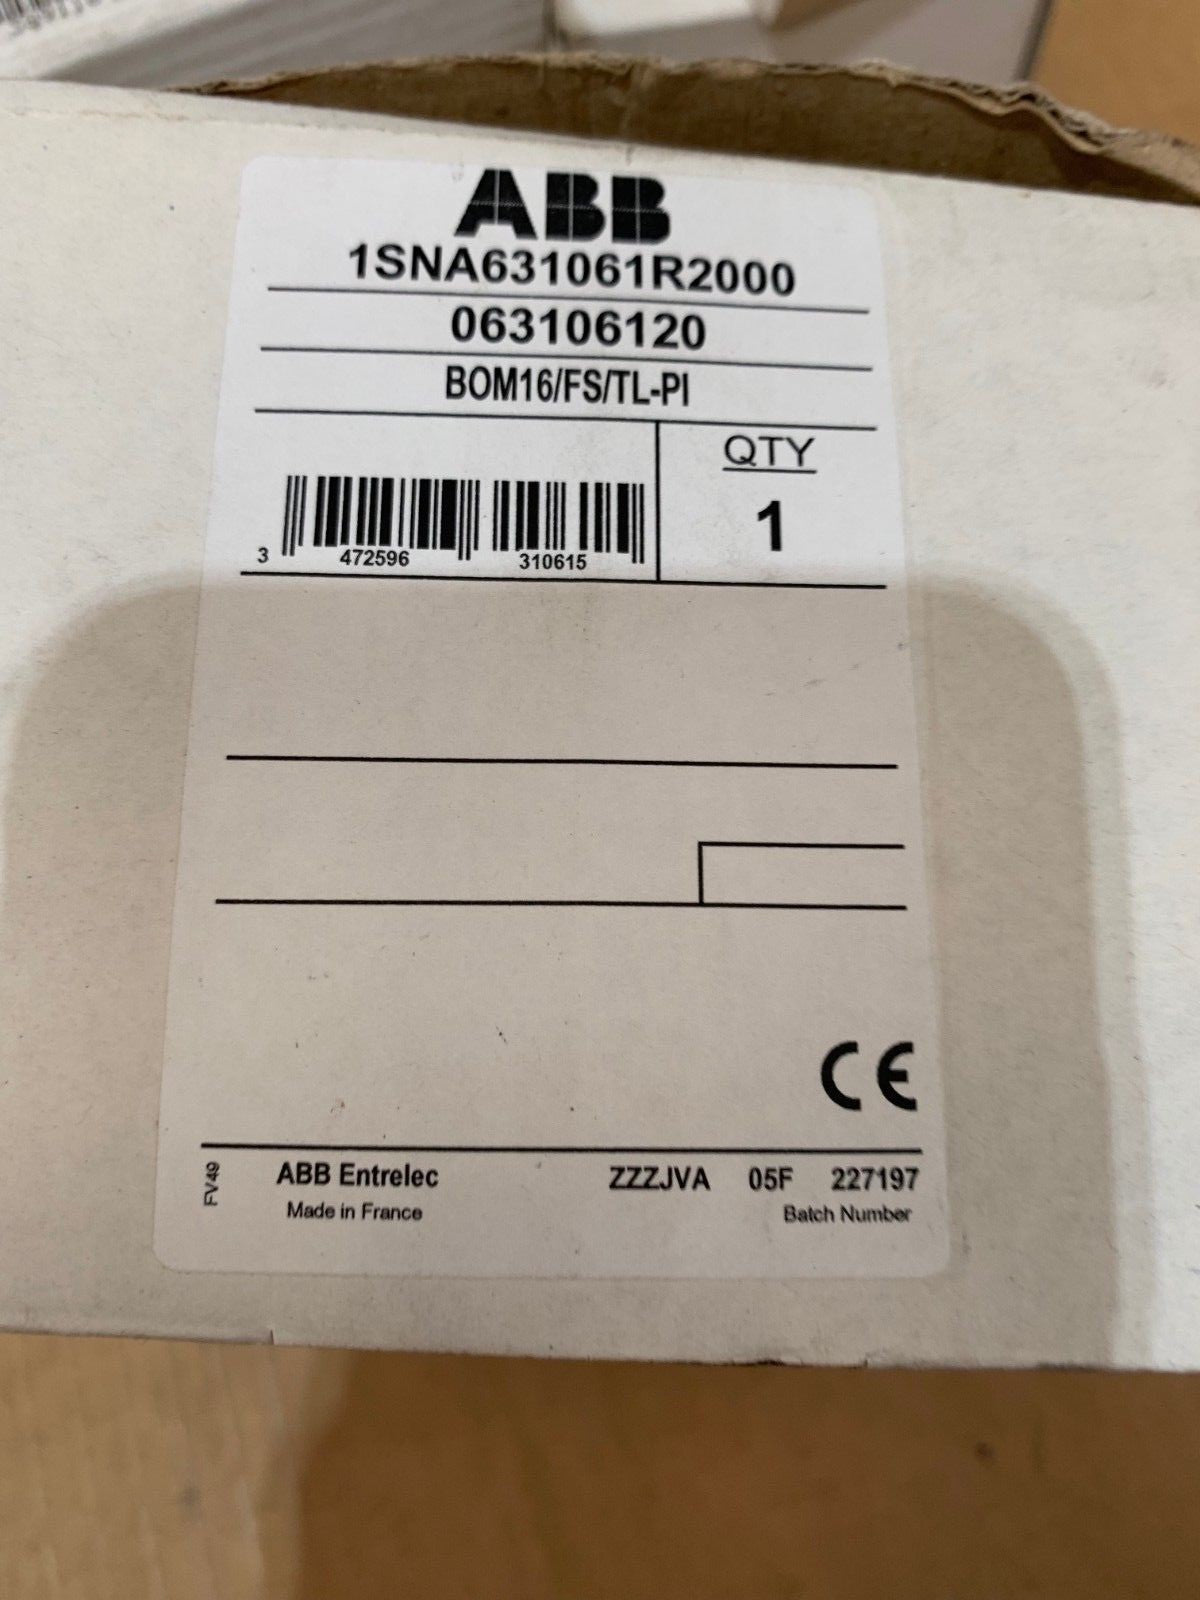 ABB
1SNA631061R2000
063106120
BOM16/FS/TL-PI
QTY
1
3 472596 310615
CE
FV49
ABB Entrelec ZZZJVA 05F 227197
Made in France Batch Number